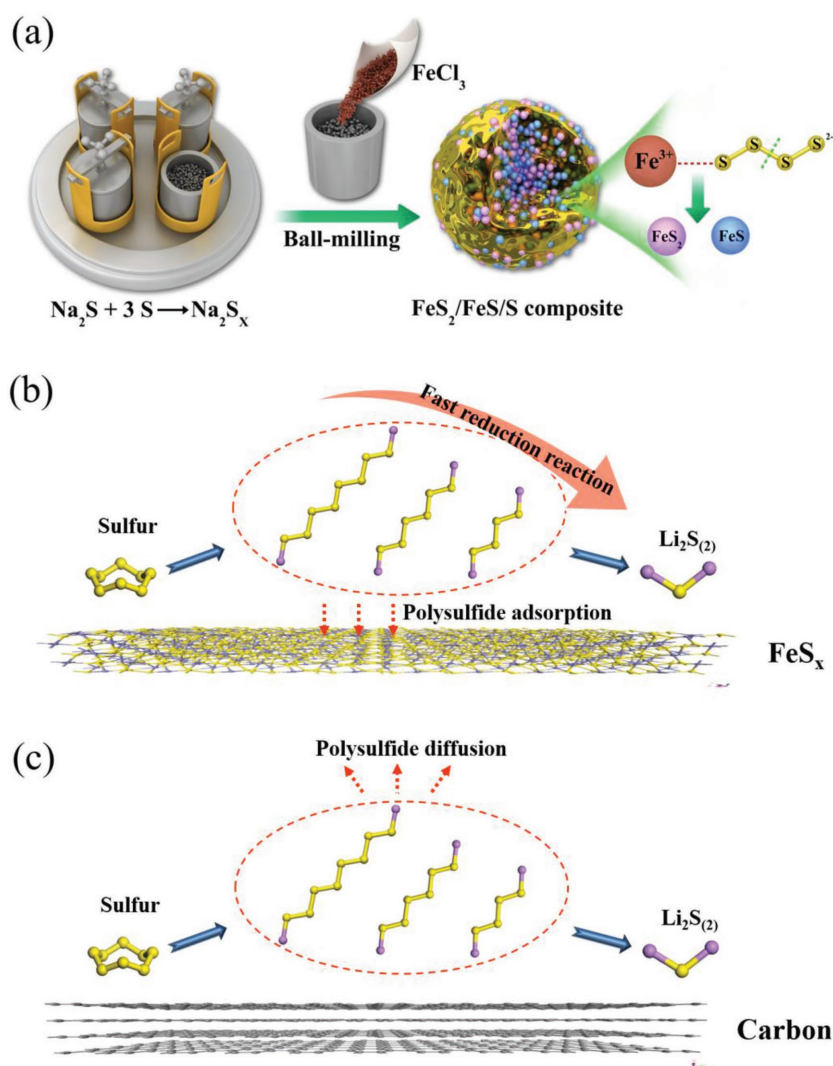 (a)
FeCl₃
Fe³⁺
S
S
S
S
2-
Ball-milling
FeS₂
FeS
Na₂S + 3 S ⟶ Na₂Sₓ
FeS₂/FeS/S composite
(b)
Fast reduction reaction
Sulfur
Li₂S₍₂₎
Polysulfide adsorption
FeSₓ
(c)
Polysulfide diffusion
Sulfur
Li₂S₍₂₎
Carbon